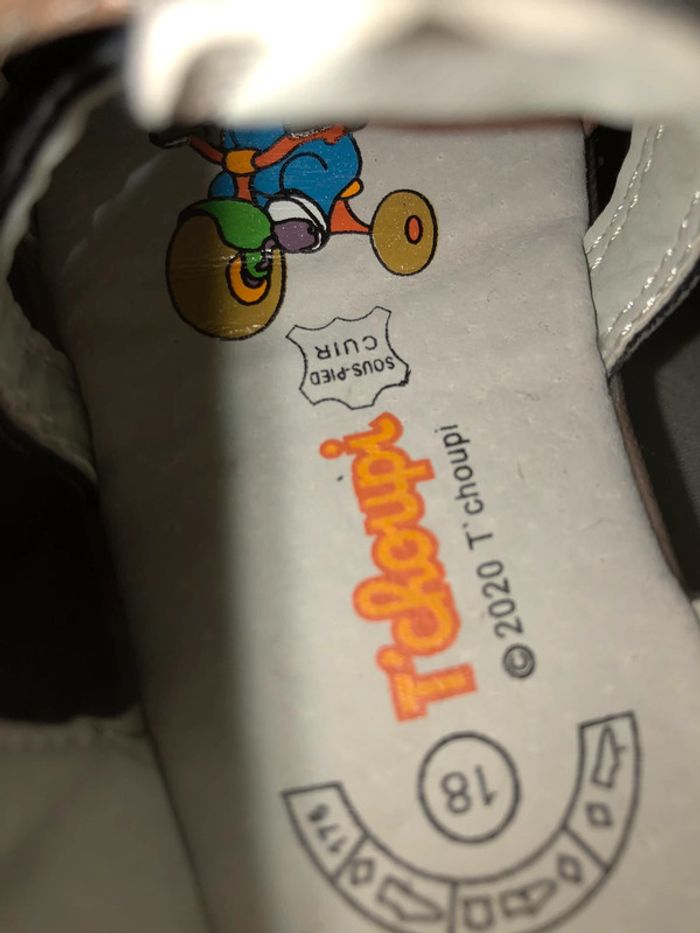 SOUS-PIED
CUIR
T'choupi
© 2020 T'choupi
18